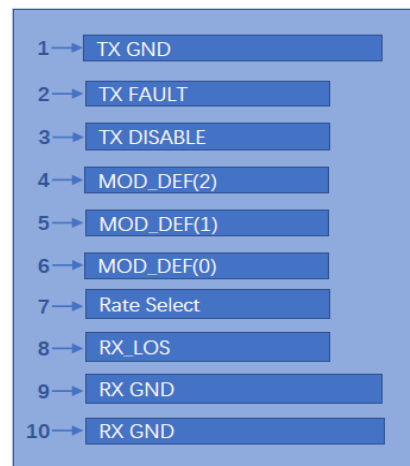 1 TX GND
2 TX FAULT
3 TX DISABLE
4 MOD_DEF(2)
5 MOD_DEF(1)
6 MOD_DEF(0)
7 Rate Select
8 RX_LOS
9 RX GND
10 RX GND